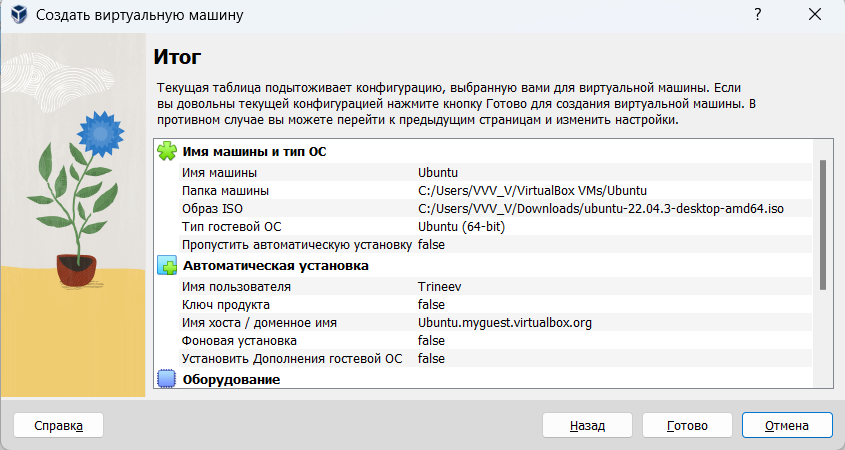 Создать виртуальную машину
?
Итог
Текущая таблица подытоживает конфигурацию, выбранную вами для виртуальной машины. Если
вы довольны текущей конфигурацией нажмите кнопку Готово для создания виртуальной машины. В
противном случае вы можете перейти к предыдущим страницам и изменить настройки.
Имя машины и тип ОС
Имя машины Ubuntu
Папка машины C:/Users/VVV_V/VirtualBox VMs/Ubuntu
Образ ISO C:/Users/VVV_V/Downloads/ubuntu-22.04.3-desktop-amd64.iso
Тип гостевой ОС Ubuntu (64-bit)
Пропустить автоматическую установку false
Автоматическая установка
Имя пользователя Trineev
Ключ продукта false
Имя хоста / доменное имя Ubuntu.myguest.virtualbox.org
Фоновая установка false
Установить Дополнения гостевой ОС false
Оборудование
Справка Назад Готово Отмена